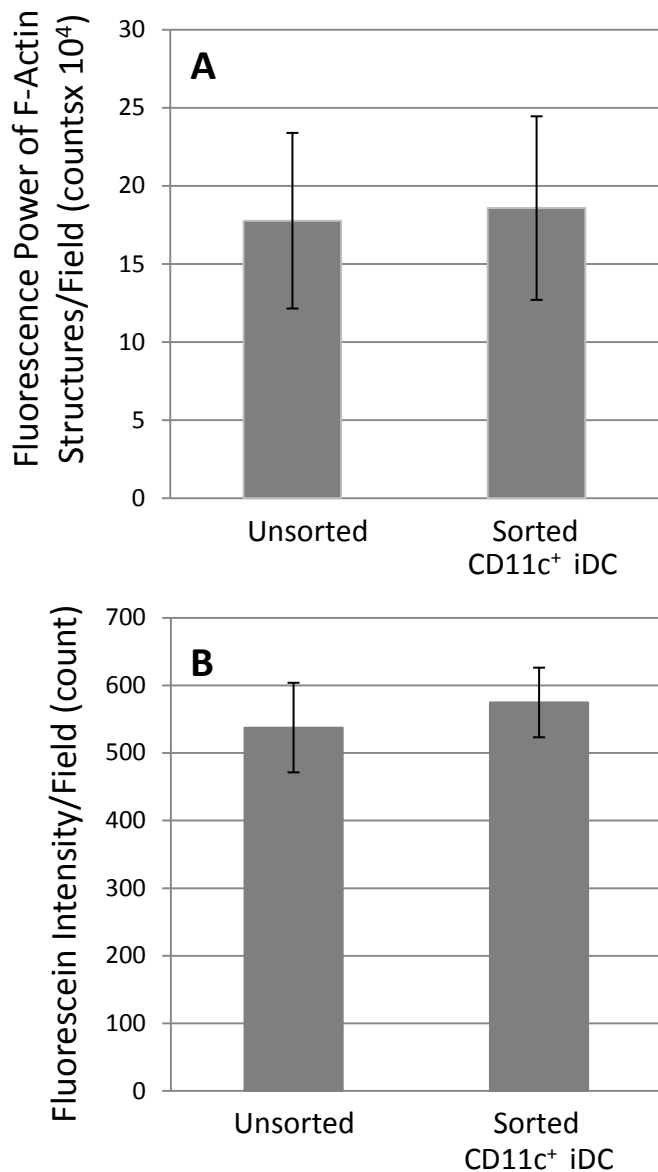 Fluorescence Power of F-Actin
Structures/Field (countsx 10⁴)
A
30
25
20
15
10
5
0
Unsorted
Sorted
CD11c⁺ iDC
Fluorescein Intensity/Field (count)
B
700
600
500
400
300
200
100
0
Unsorted
Sorted
CD11c⁺ iDC